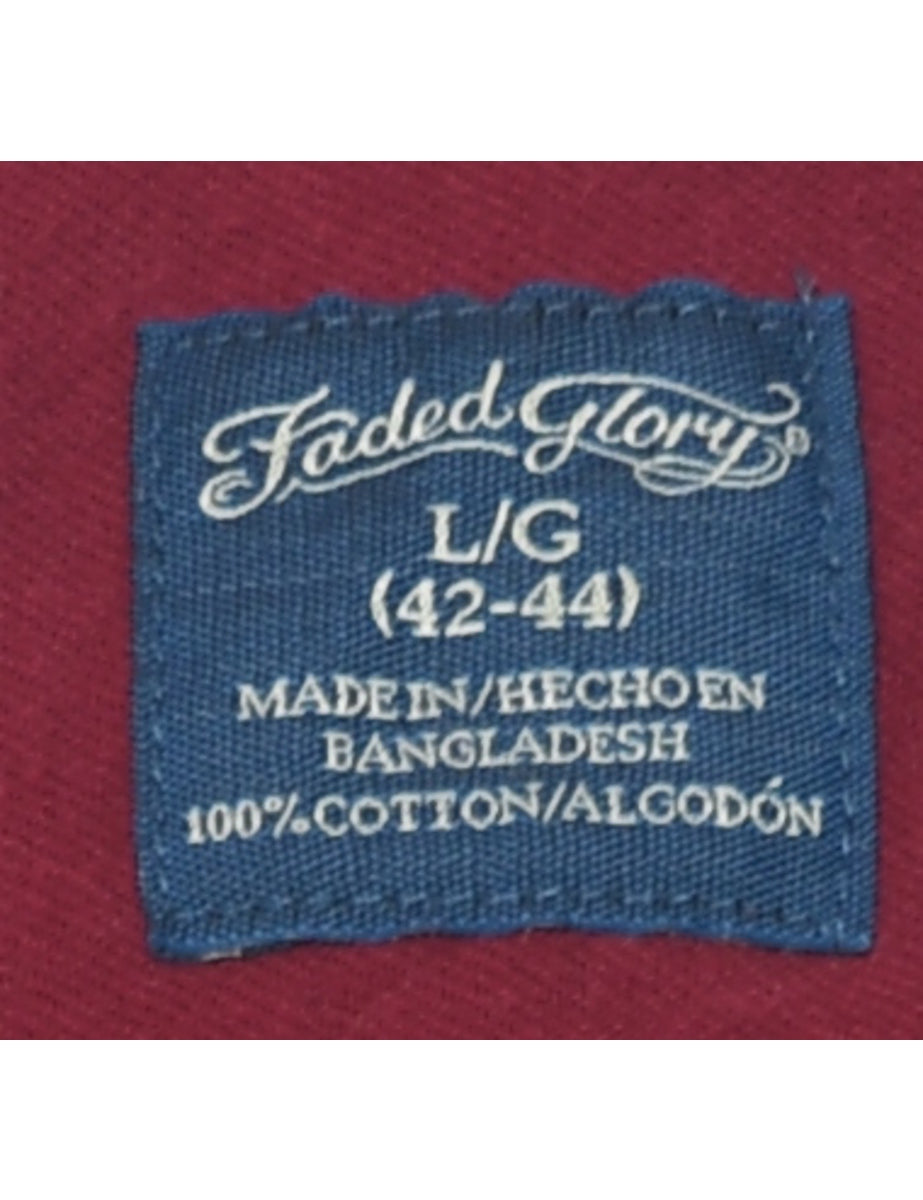 Faded Glory®
L/G
(42-44)
MADE IN/HECHO EN
BANGLADESH
100% COTTON/ALGODÓN